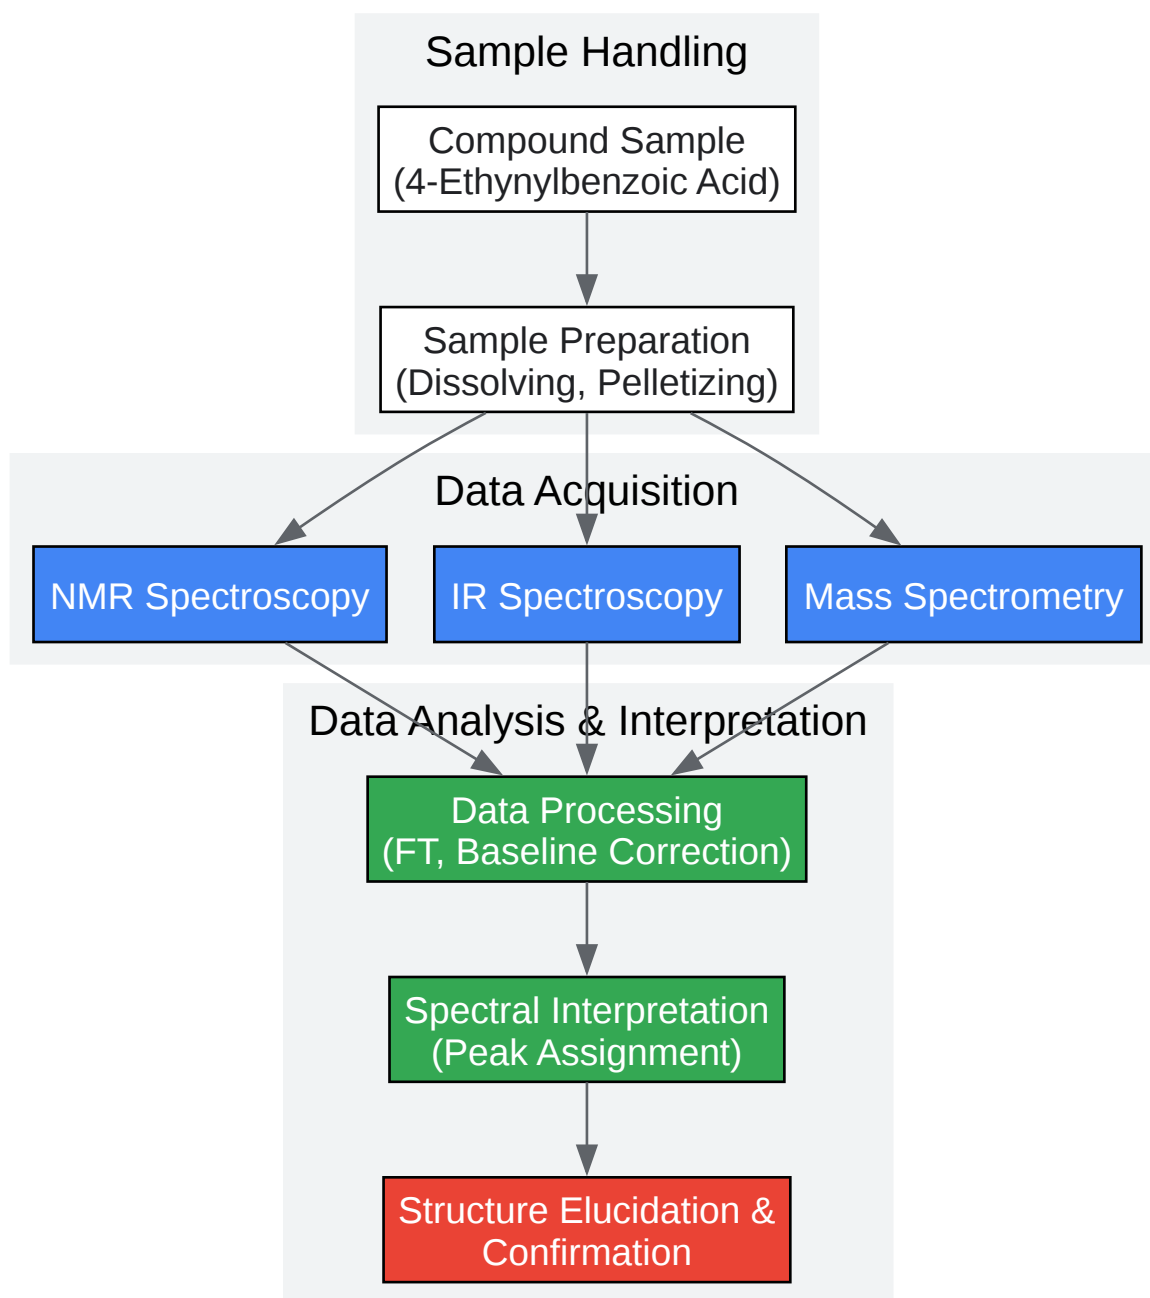 Sample Handling
Compound Sample
(4-Ethynylbenzoic Acid)
Sample Preparation
(Dissolving, Pelletizing)
Data Acquisition
NMR Spectroscopy
IR Spectroscopy
Mass Spectrometry
Data Analysis & Interpretation
Data Processing
(FT, Baseline Correction)
Spectral Interpretation
(Peak Assignment)
Structure Elucidation &
Confirmation